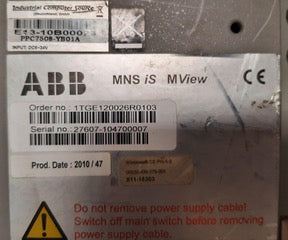 Industrial Computer Source
E13-10B000
PPC7508-YB01A
INPUT: DC9~34V
ABB MNS iS MView CE
Order no.: 1TGE120026R0103
Serial no.: 27607-104700007
Prod. Date : 2010 / 47
Do not remove power supply cable!
Switch off main switch before removing
power supply cable.